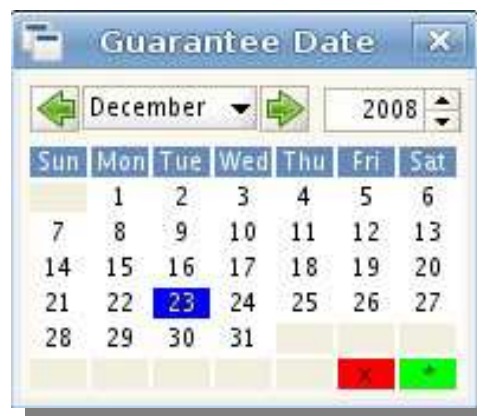 Guarantee Date
December 2008
Sun Mon Tue Wed Thu Fri Sat
1 2 3 4 5 6
7 8 9 10 11 12 13
14 15 16 17 18 19 20
21 22 23 24 25 26 27
28 29 30 31
x *